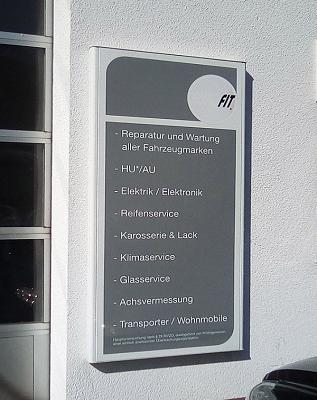 FIT
- Reparatur und Wartung
aller Fahrzeugmarken
- HU*/AU
- Elektrik / Elektronik
- Reifenservice
- Karosserie & Lack
- Klimaservice
- Glasservice
- Achsvermessung
- Transporter / Wohnmobile